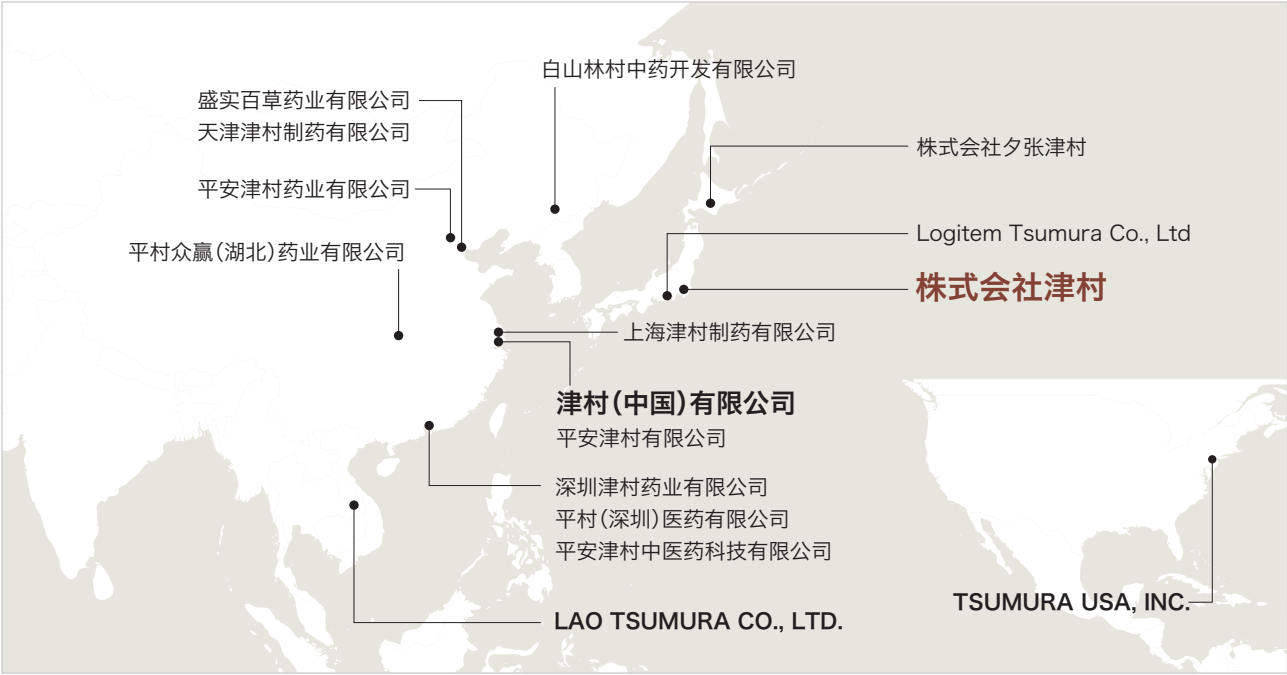 白山林村中药开发有限公司
盛实百草药业有限公司
天津津村制药有限公司
株式会社夕张津村
平安津村药业有限公司
Logitem Tsumura Co., Ltd
平村众赢(湖北)药业有限公司
株式会社津村
上海津村制药有限公司
津村(中国)有限公司
平安津村有限公司
深圳津村药业有限公司
平村(深圳)医药有限公司
平安津村中医药科技有限公司
TSUMURA USA, INC.
LAO TSUMURA CO., LTD.